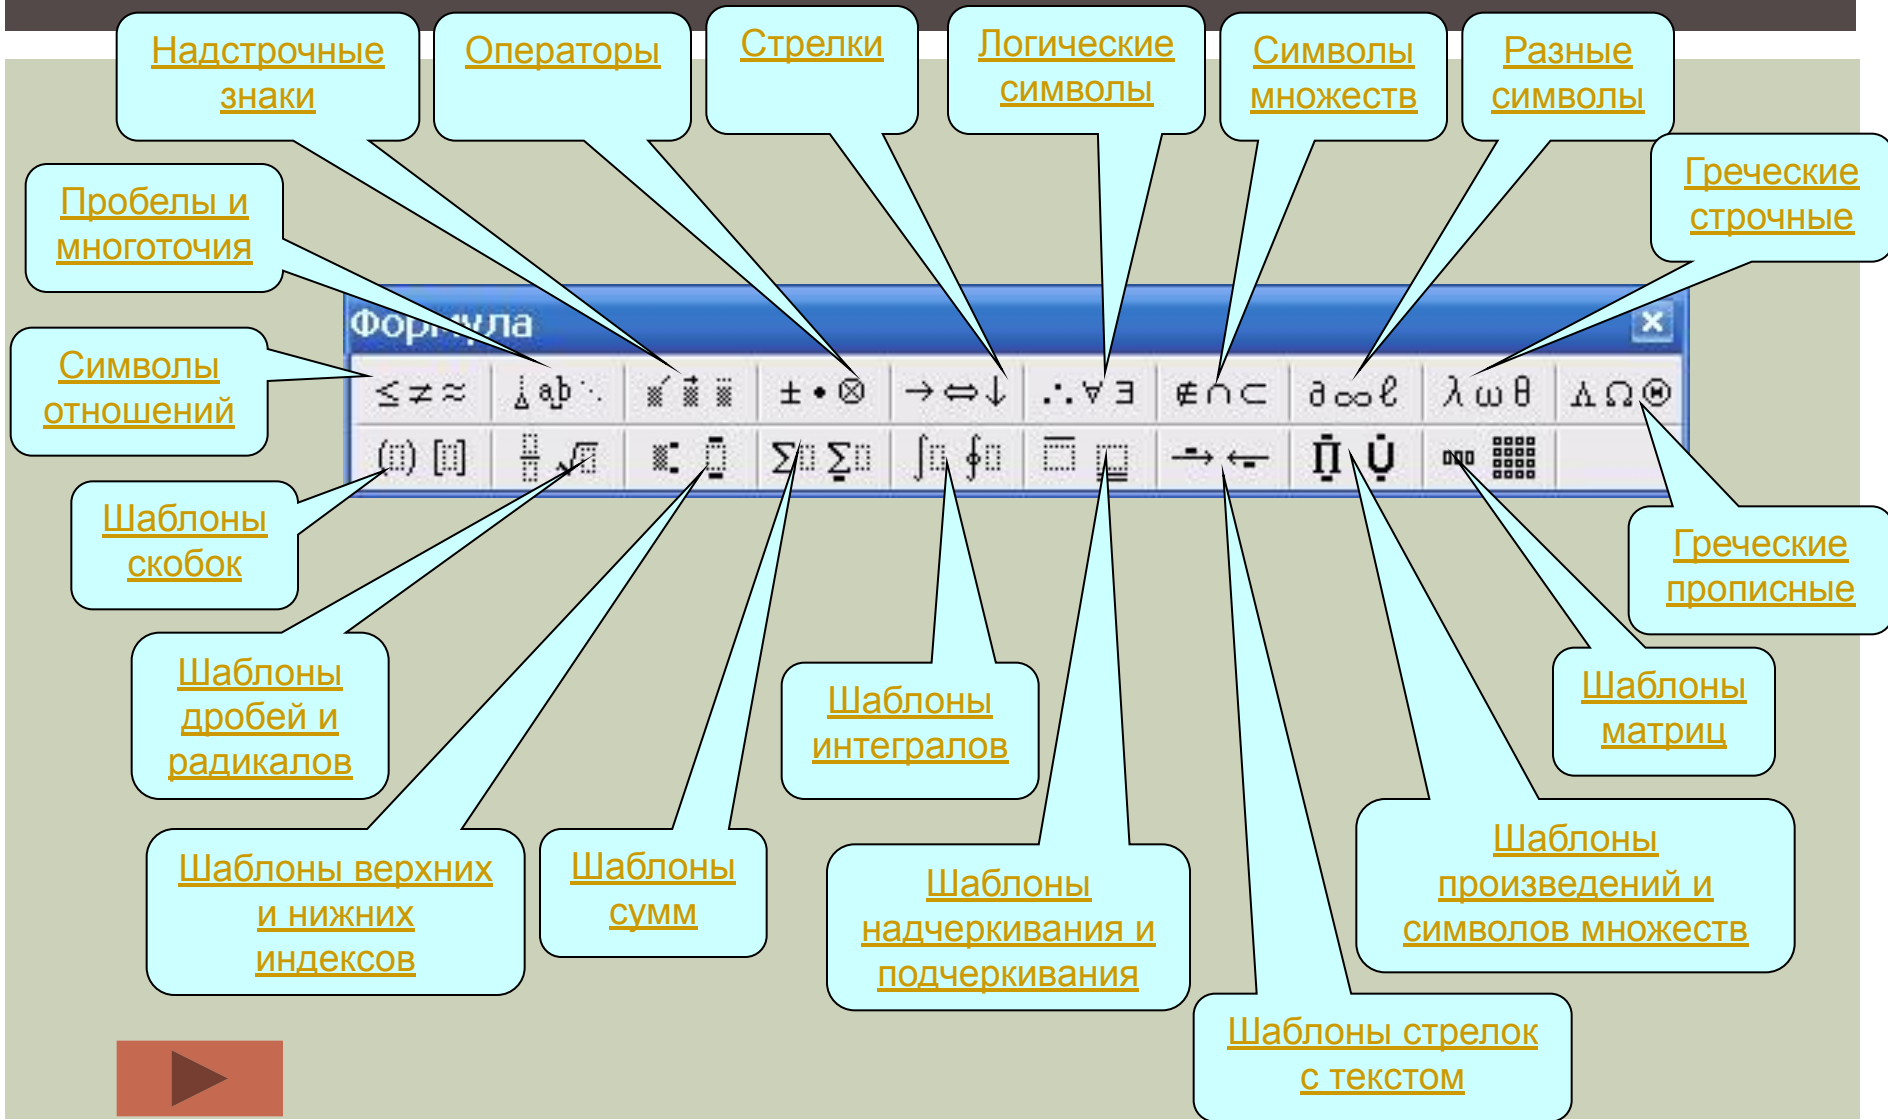 Надстрочные
знаки
Операторы
Стрелки
Логические
символы
Символы
множеств
Разные
символы
Греческие
строчные
Пробелы и
многоточия
Формула
Символы
отношений
≤ ≠ ≈
ab
± • ⊗
→ ⇔ ↓
∴ ∀ ∃
∉ ∩ ⊂
∂ ∞ ℓ
λ ω θ
Λ Ω Θ
Шаблоны
скобок
Греческие
прописные
Шаблоны
дробей и
радикалов
Шаблоны
интегралов
Шаблоны
матриц
Шаблоны верхних
и нижних
индексов
Шаблоны
сумм
Шаблоны
надчеркивания и
подчеркивания
Шаблоны
произведений и
символов множеств
Шаблоны стрелок
с текстом